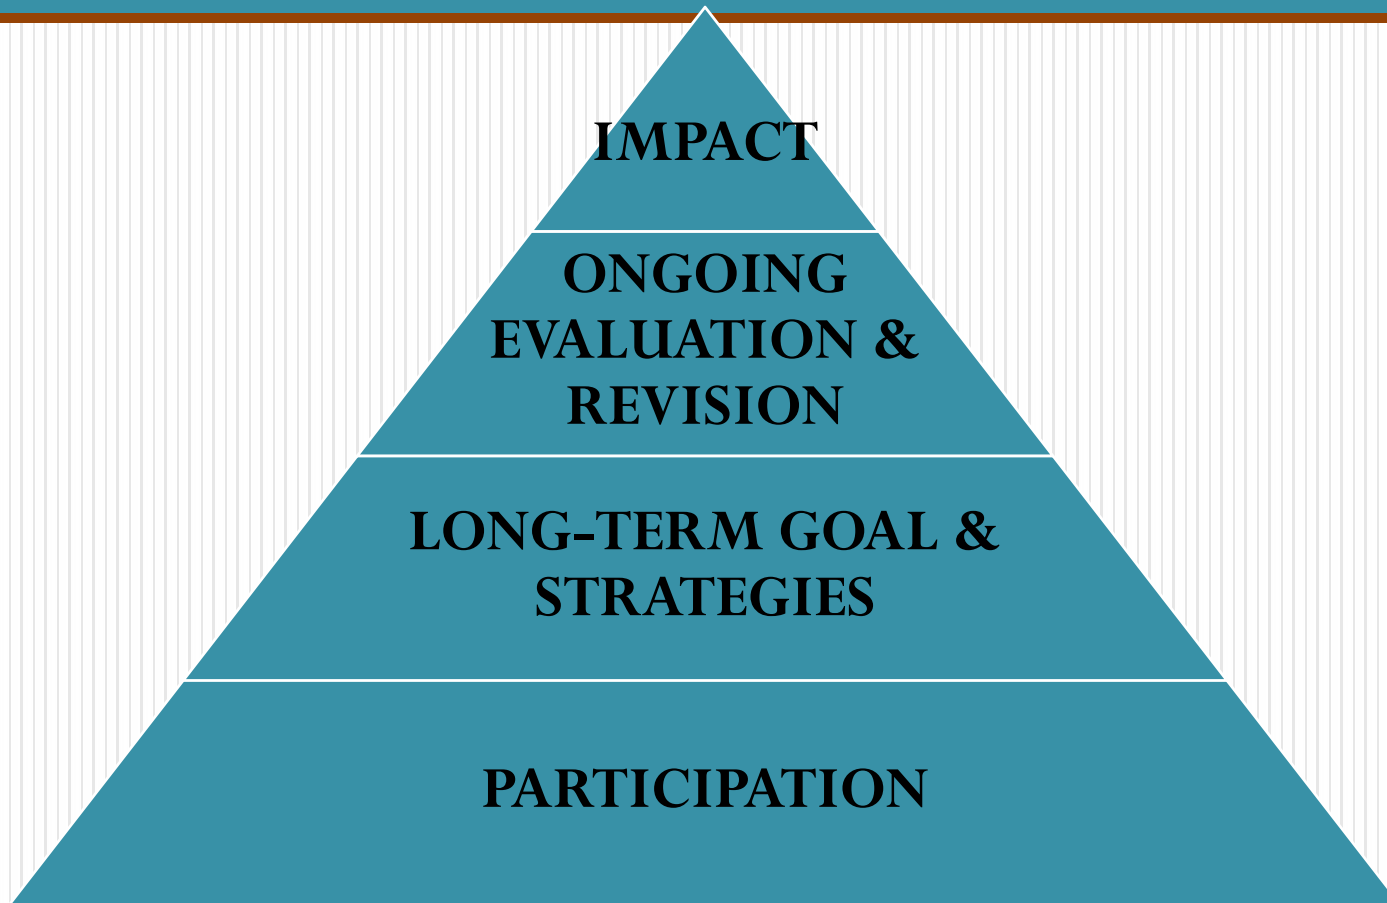 IMPACT
ONGOING
EVALUATION &
REVISION
LONG-TERM GOAL &
STRATEGIES
PARTICIPATION